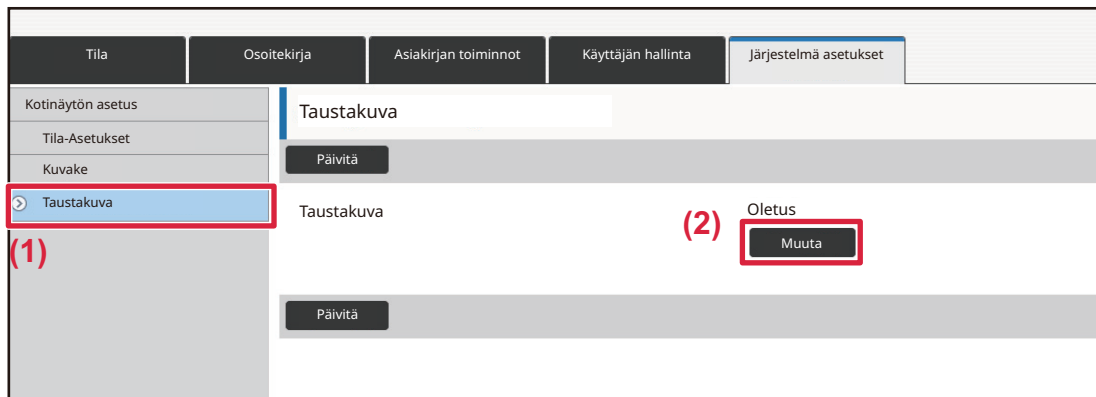 Tila
Osoitekirja
Asiakirjan toiminnot
Käyttäjän hallinta
Järjestelmä asetukset
Kotinäytön asetus
Tila-Asetukset
Kuvake
Taustakuva
(1)
Taustakuva
Päivitä
Taustakuva
Oletus
(2)
Muuta
Päivitä